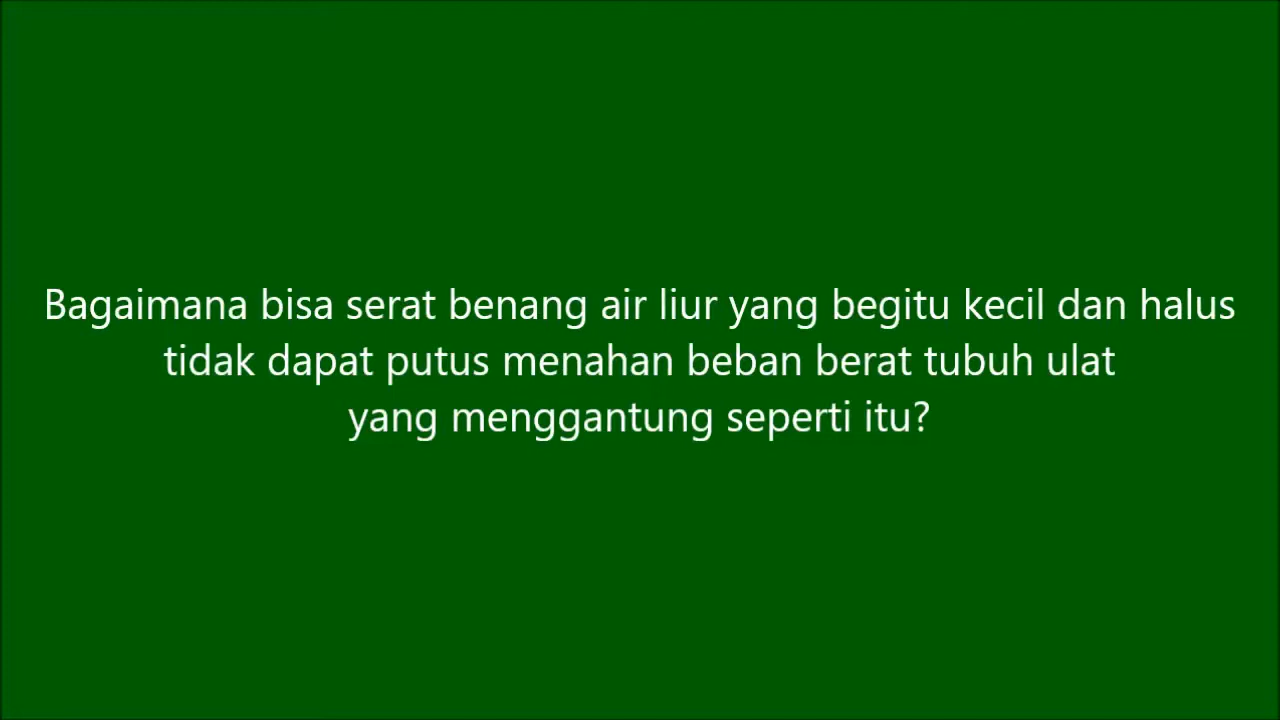 Bagaimana bisa serat benang air liur yang begitu kecil dan halus
tidak dapat putus menahan beban berat tubuh ulat
yang menggantung seperti itu?